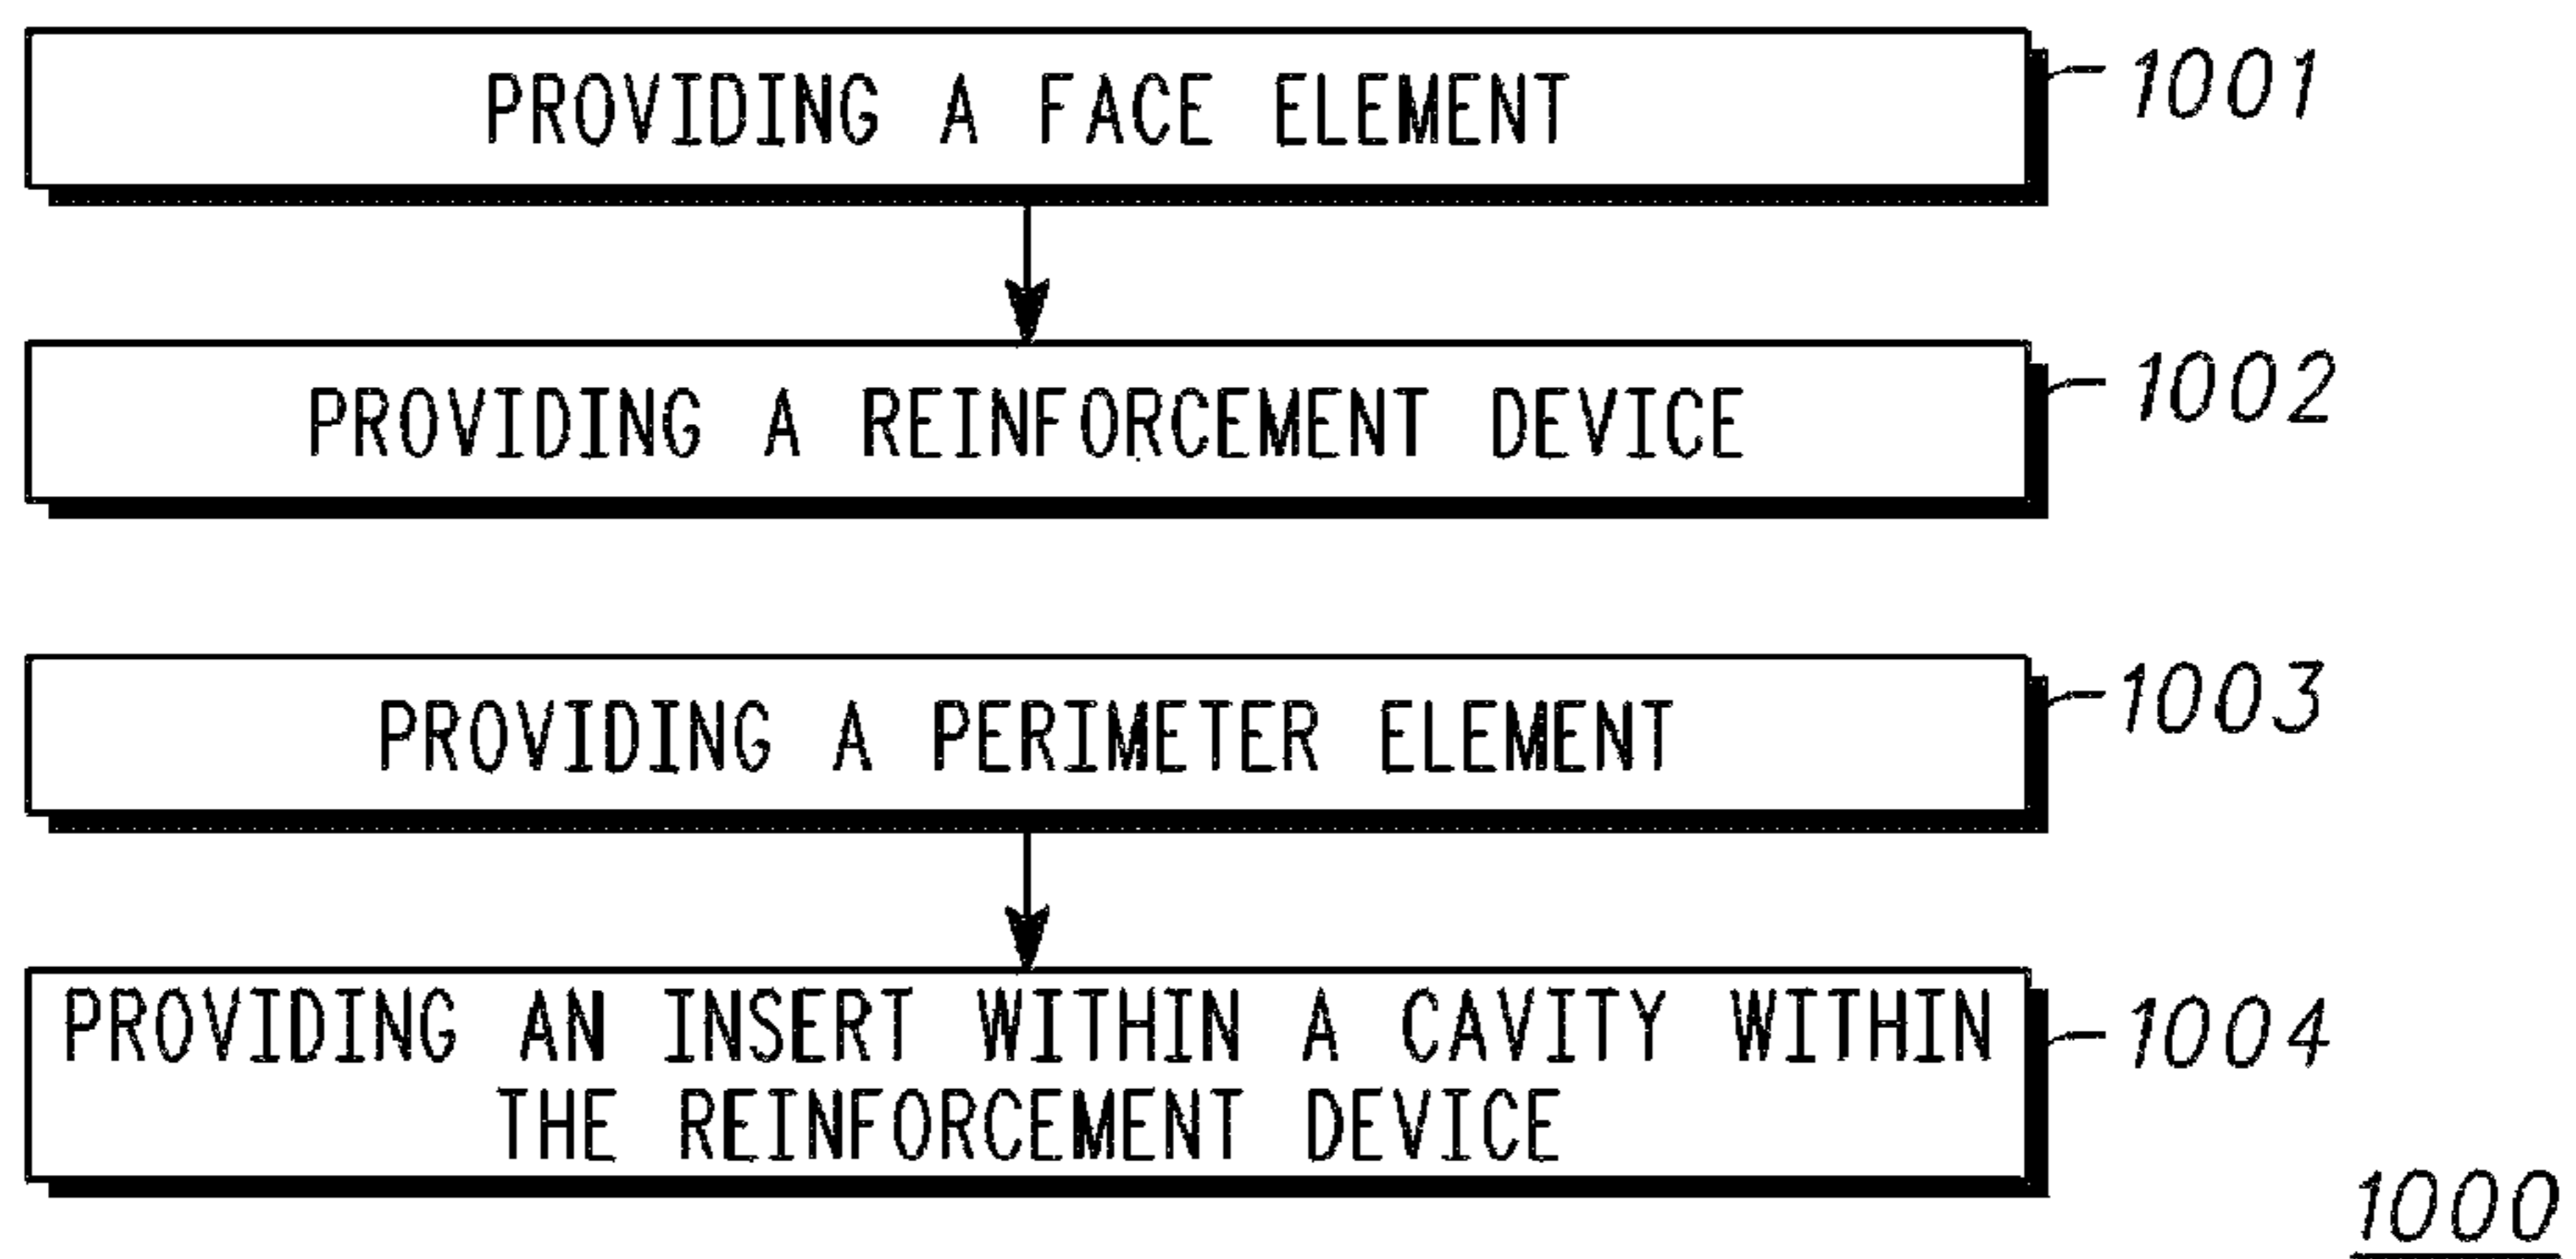 PROVIDING A FACE ELEMENT
1001
PROVIDING A REINFORCEMENT DEVICE
1002
PROVIDING A PERIMETER ELEMENT
1003
PROVIDING AN INSERT WITHIN A CAVITY WITHIN
THE REINFORCEMENT DEVICE
1004
1000